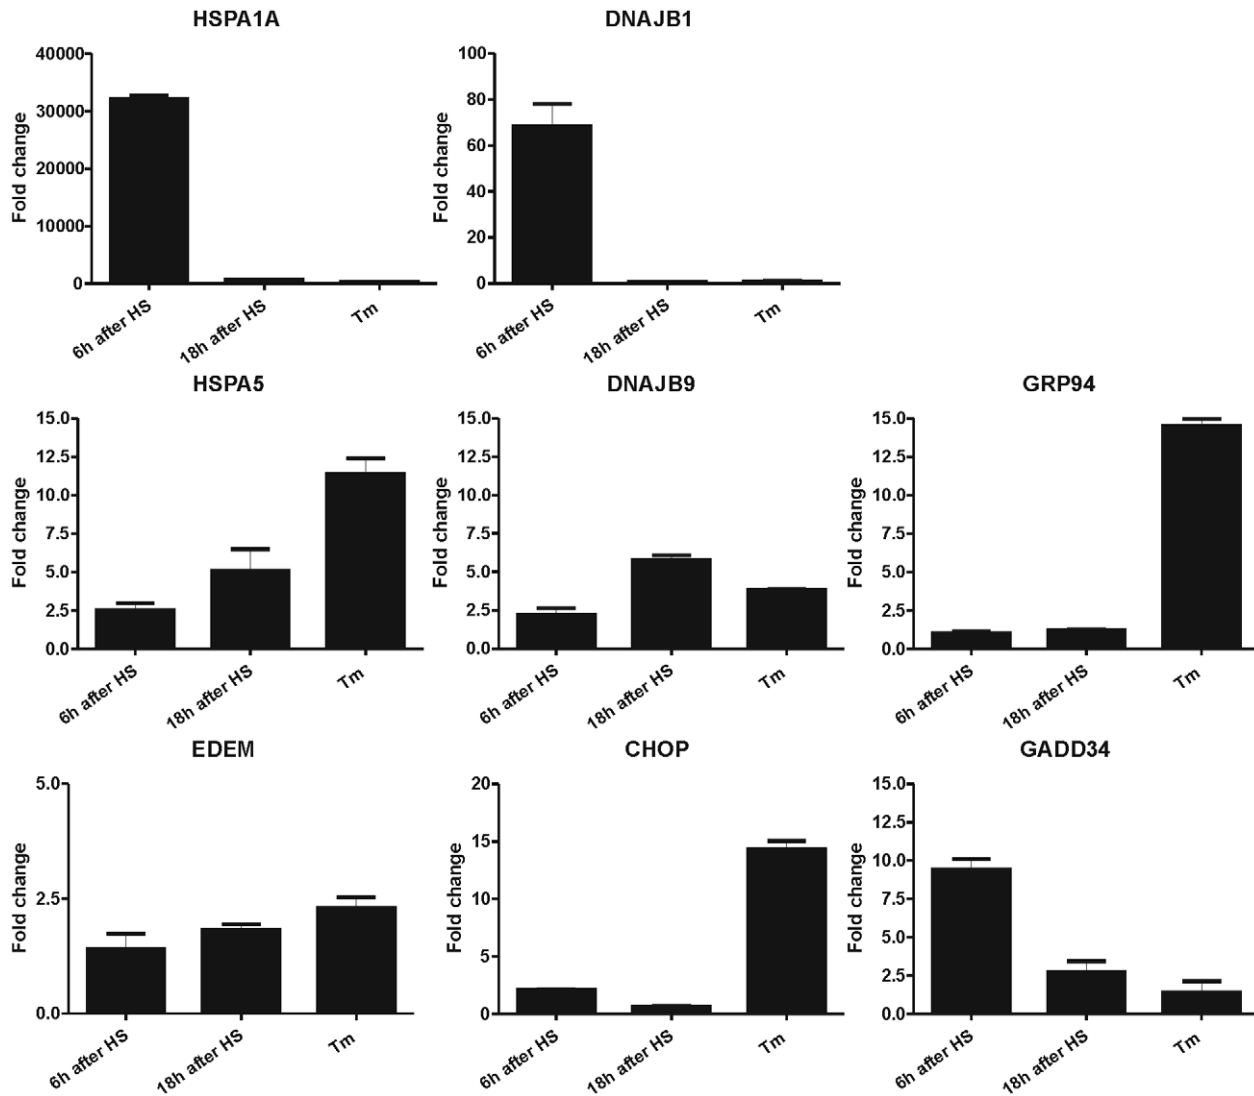 HSPA1A
DNAJB1
Fold change
40000
30000
20000
10000
0
6h after HS
18h after HS
Tm
Fold change
100
80
60
40
20
0
6h after HS
18h after HS
Tm
HSPA5
DNAJB9
GRP94
Fold change
15.0
12.5
10.0
7.5
5.0
2.5
0.0
6h after HS
18h after HS
Tm
Fold change
15.0
12.5
10.0
7.5
5.0
2.5
0.0
6h after HS
18h after HS
Tm
Fold change
15.0
12.5
10.0
7.5
5.0
2.5
0.0
6h after HS
18h after HS
Tm
EDEM
CHOP
GADD34
Fold change
5.0
2.5
0.0
6h after HS
18h after HS
Tm
Fold change
20
15
10
5
0
6h after HS
18h after HS
Tm
Fold change
15.0
12.5
10.0
7.5
5.0
2.5
0.0
6h after HS
18h after HS
Tm